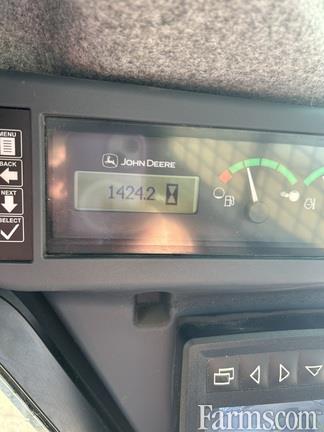 MENU
BACK
NEXT
SELECT
JOHN DEERE
1424.2
Farms.com